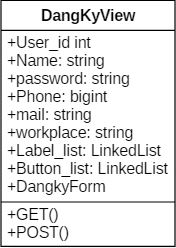 DangKyView
+User_id int
+Name: string
+password: string
+Phone: bigint
+mail: string
+workplace: string
+Label_list: LinkedList
+Button_list: LinkedList
+DangkyForm
+GET()
+POST()